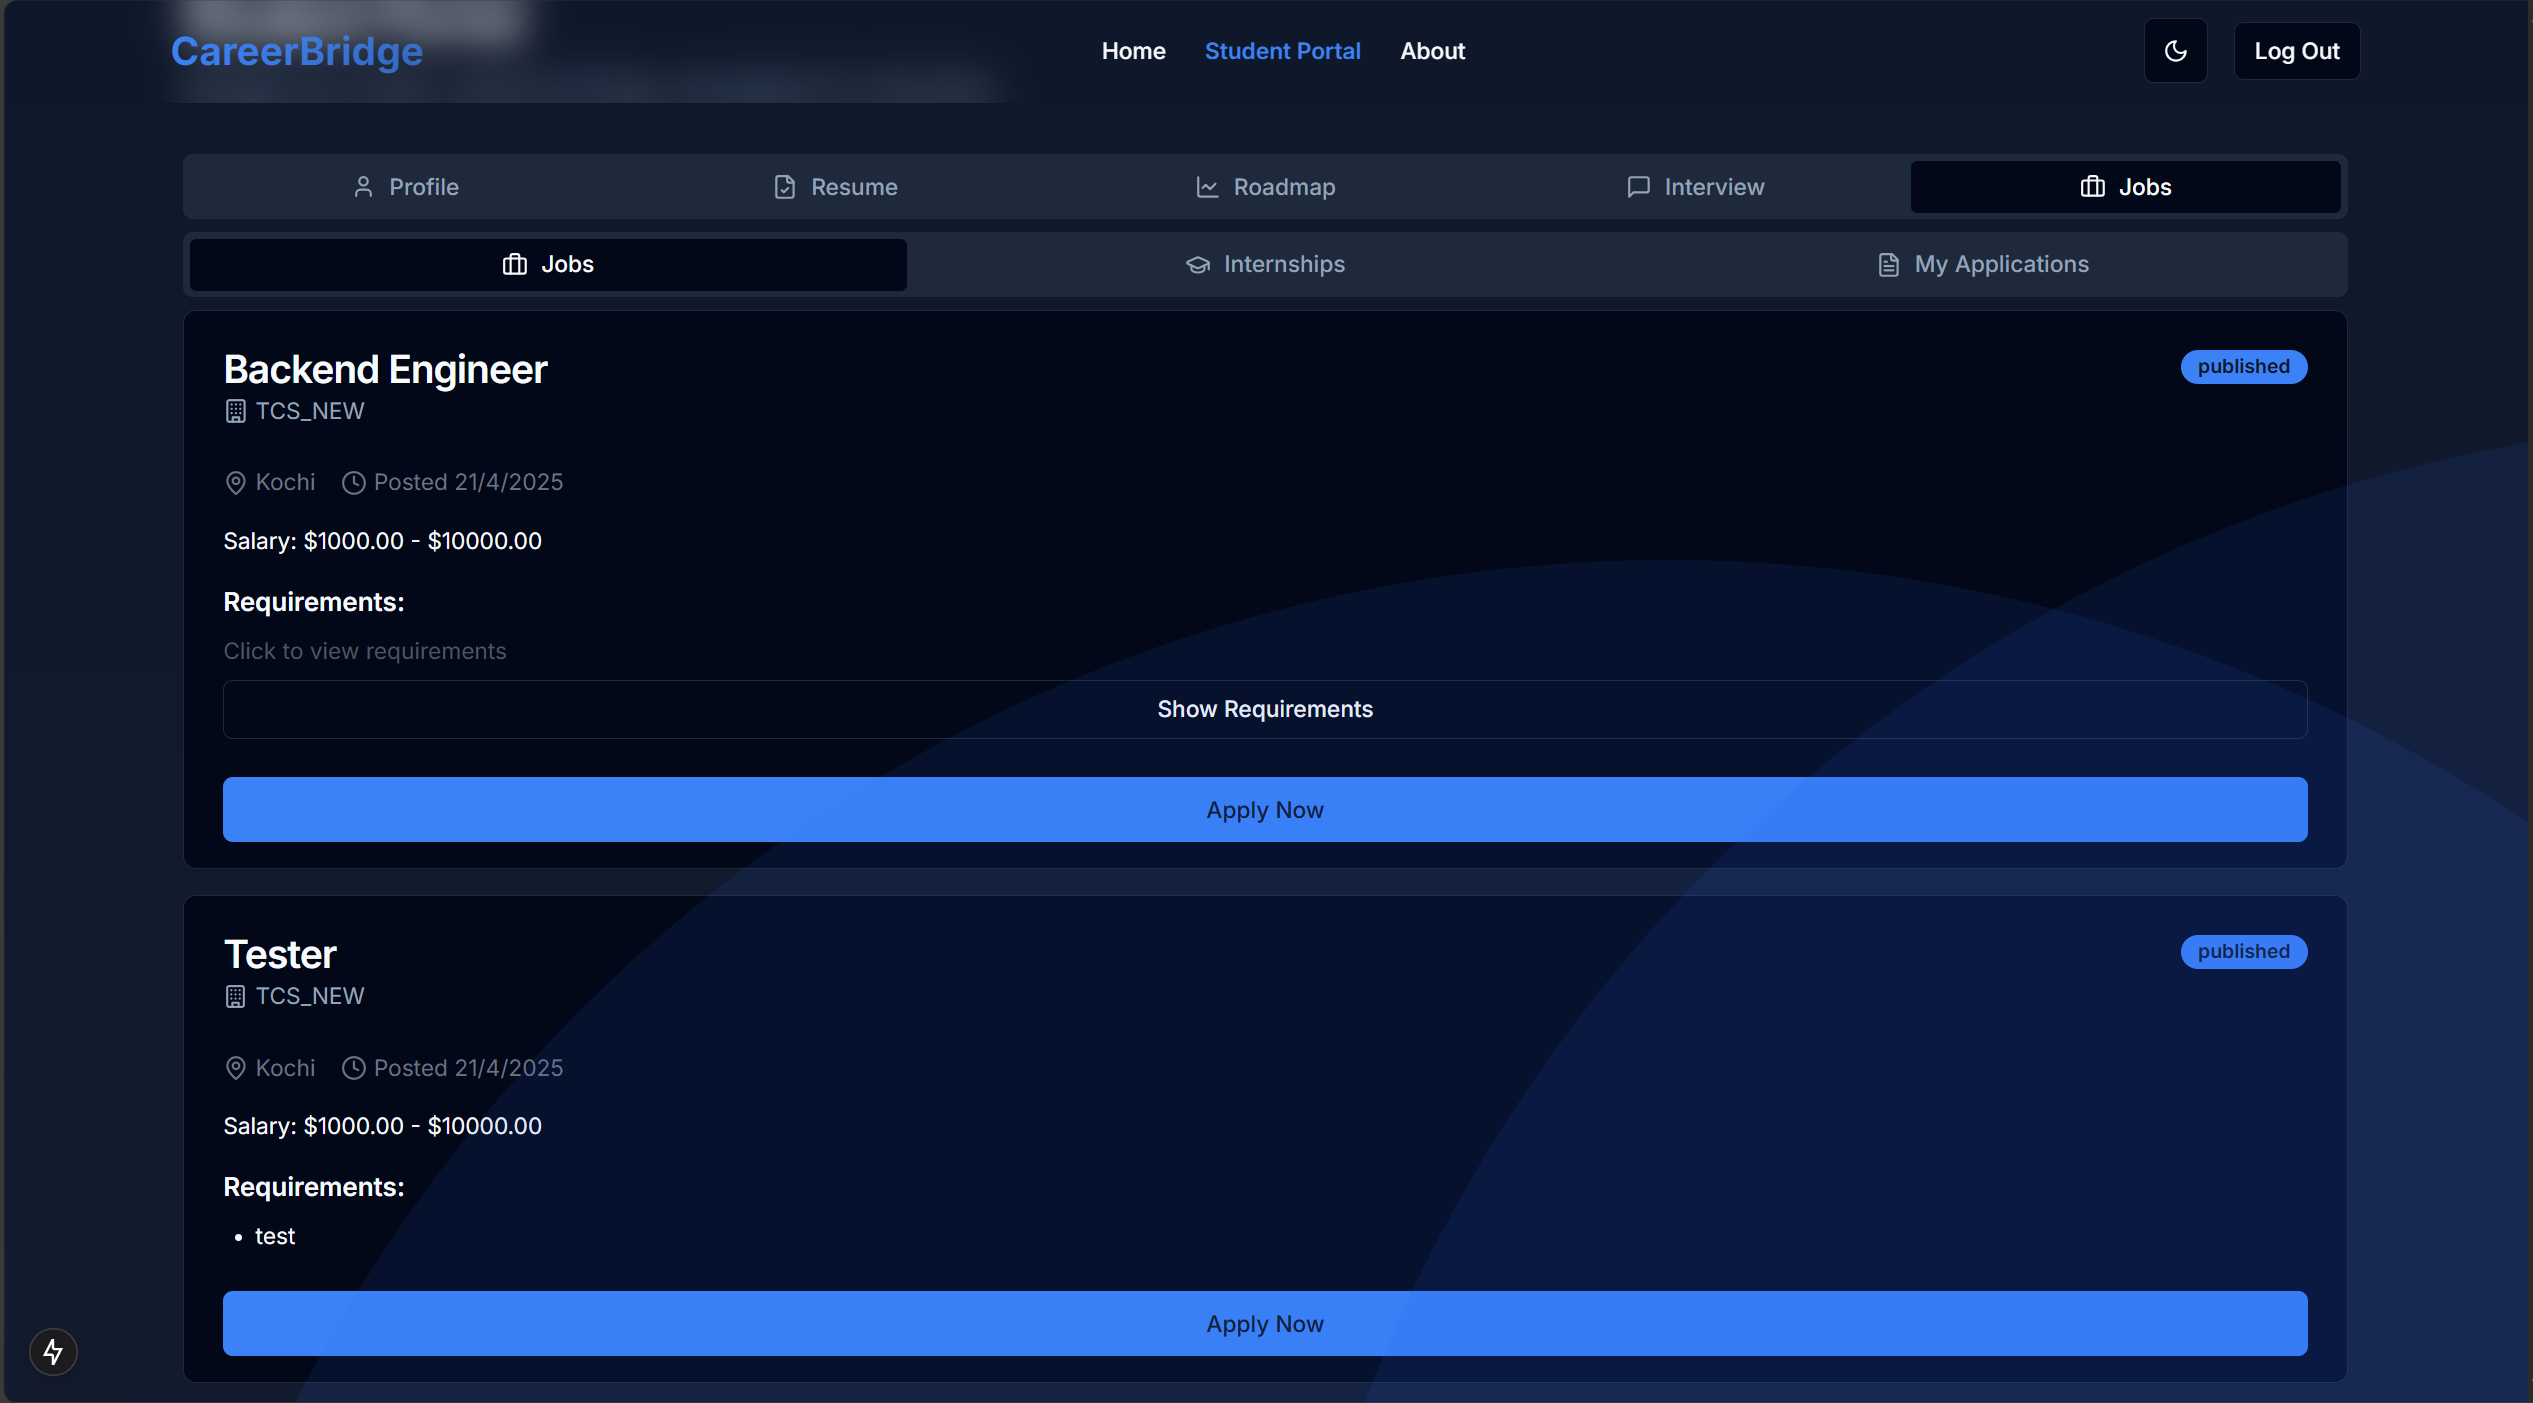 CareerBridge
Home Student Portal About
Log Out
Profile Resume Roadmap Interview Jobs
Jobs Internships My Applications
Backend Engineer
published
TCS_NEW
Kochi Posted 21/4/2025
Salary: $1000.00 - $10000.00
Requirements:
Click to view requirements
Show Requirements
Apply Now
Tester
published
TCS_NEW
Kochi Posted 21/4/2025
Salary: $1000.00 - $10000.00
Requirements:
• test
Apply Now